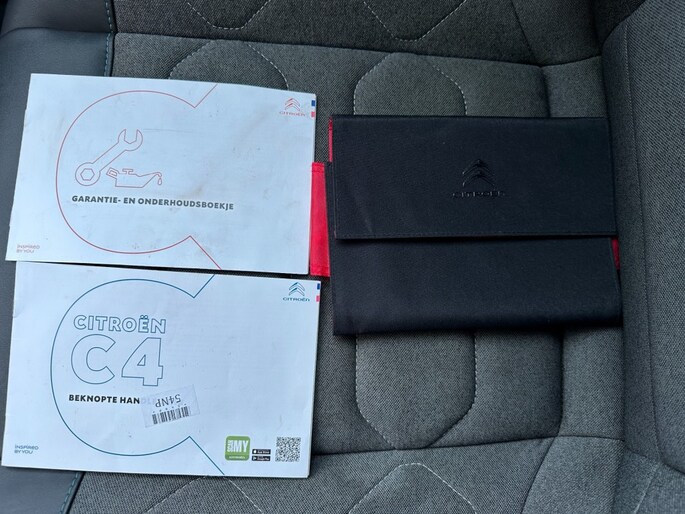 CITROËN
GARANTIE- EN ONDERHOUDSBOEKJE
INSPIRED
BY YOU
CITROËN
CITROËN
CITROËN
C4
BEKNOPTE HAN
54NP
INSPIRED
BY YOU
MY